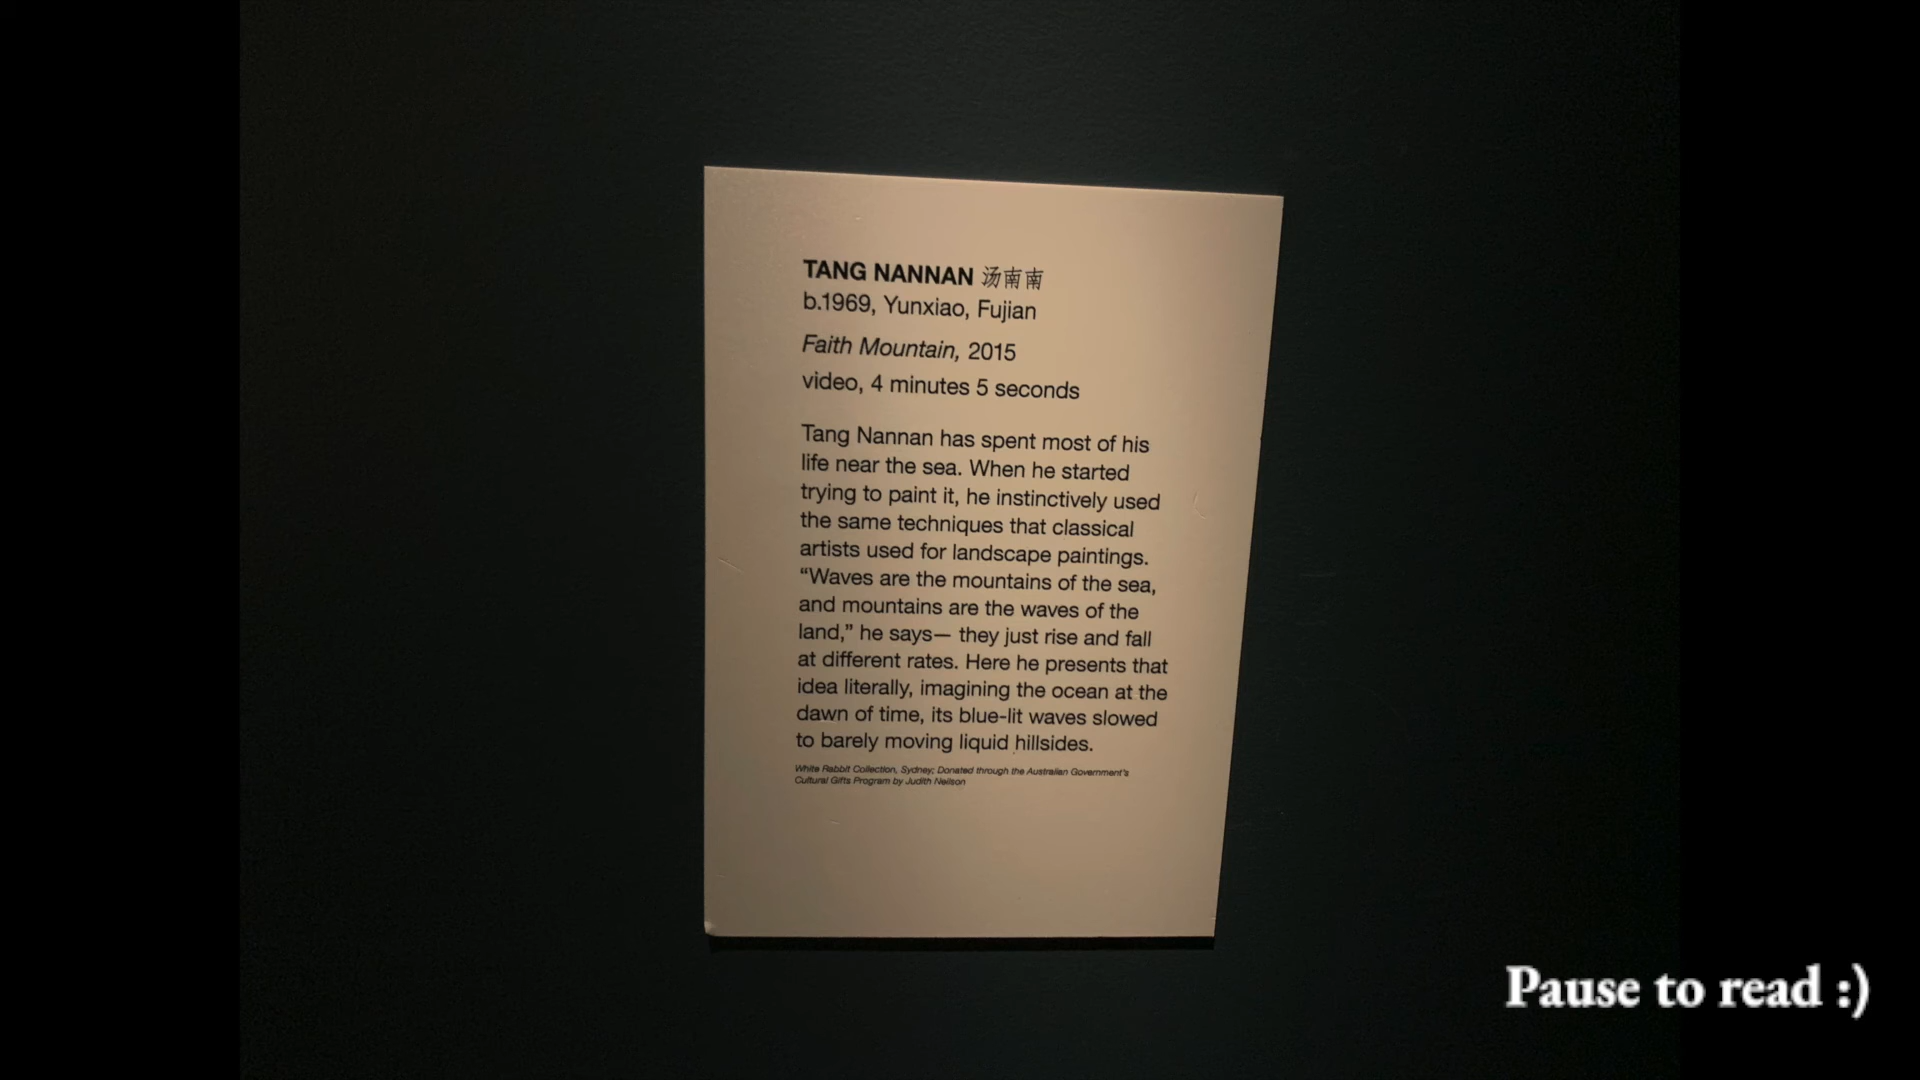 TANG NANNAN 汤南南
b.1969, Yunxiao, Fujian
Faith Mountain, 2015
video, 4 minutes 5 seconds
Tang Nannan has spent most of his
life near the sea. When he started
trying to paint it, he instinctively used
the same techniques that classical
artists used for landscape paintings.
“Waves are the mountains of the sea,
and mountains are the waves of the
land,” he says— they just rise and fall
at different rates. Here he presents that
idea literally, imagining the ocean at the
dawn of time, its blue-lit waves slowed
to barely moving liquid hillsides.
White Rabbit Collection, Sydney; Donated through the Australian Government's
Cultural Gifts Program by Judith Neilson
Pause to read :)